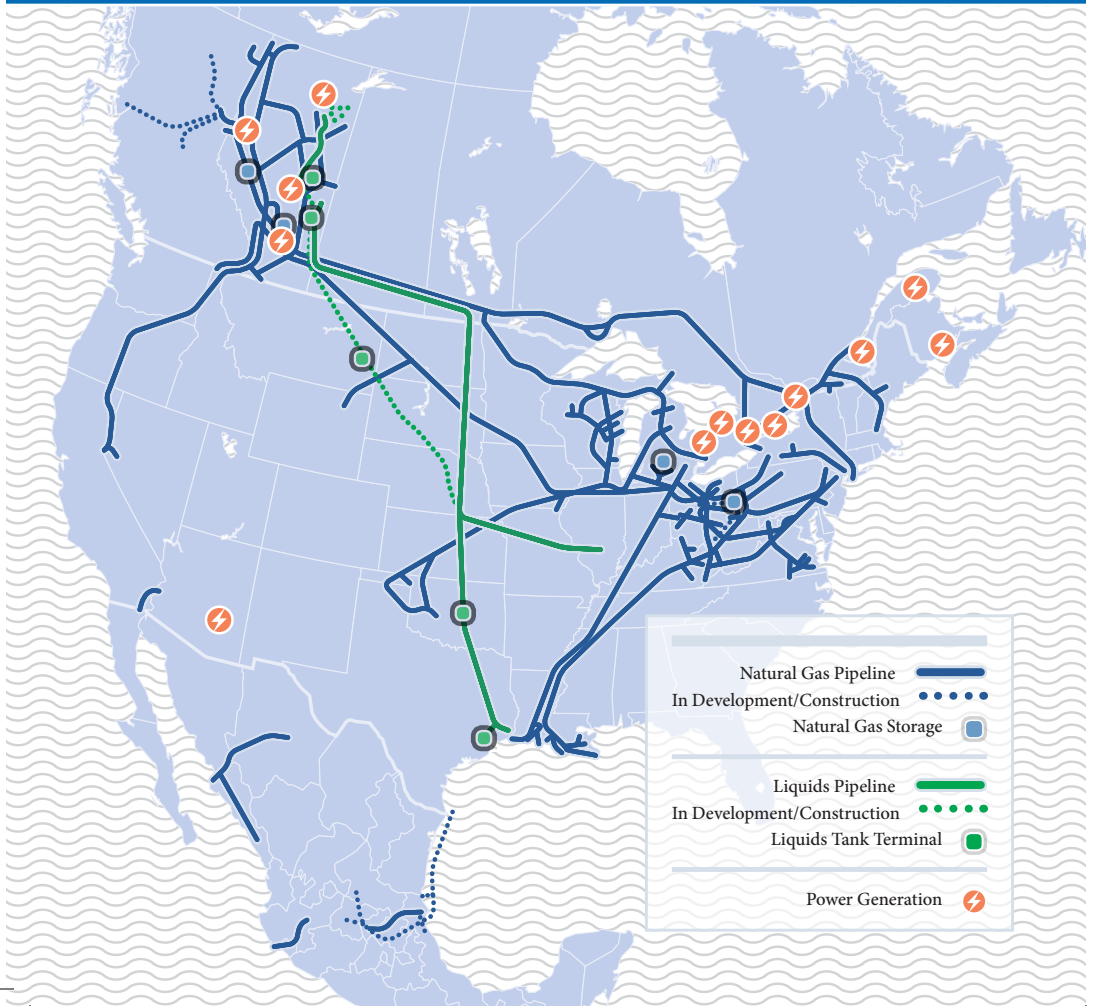 Natural Gas Pipeline
In Development/Construction
Natural Gas Storage
Liquids Pipeline
In Development/Construction
Liquids Tank Terminal
Power Generation